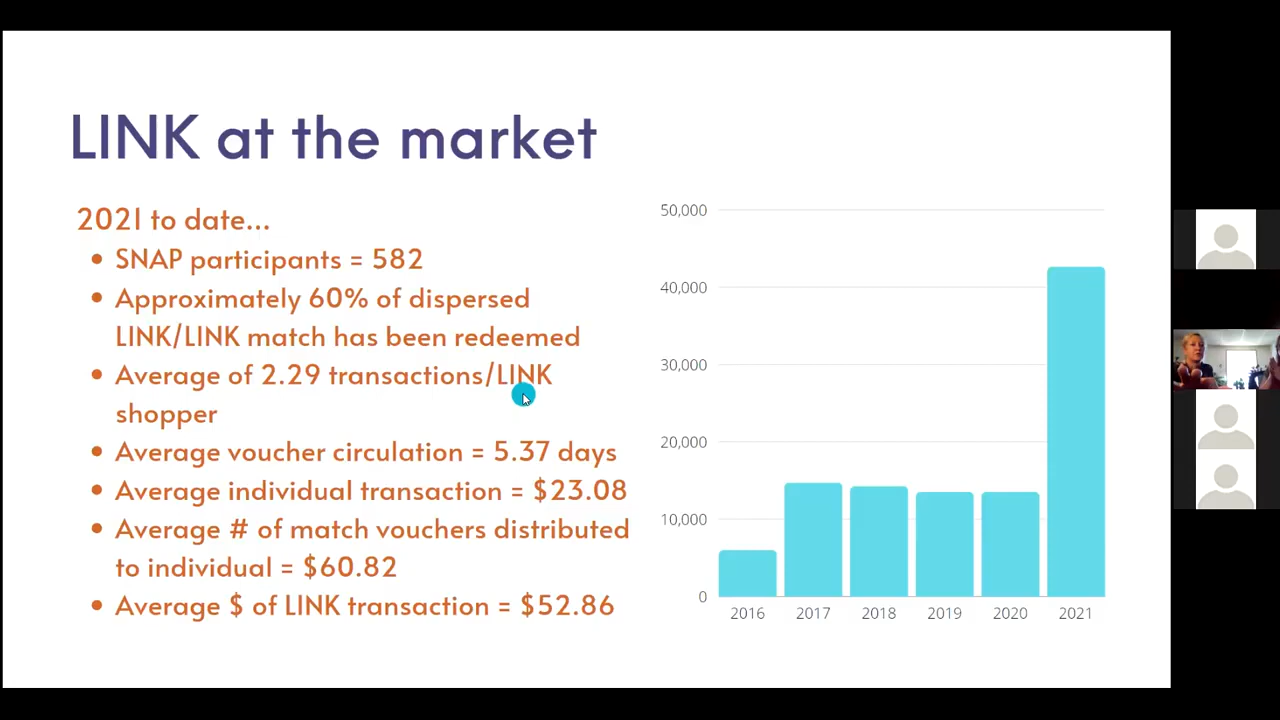 LINK at the market
2021 to date...
• SNAP participants = 582
• Approximately 60% of dispersed
LINK/LINK match has been redeemed
• Average of 2.29 transactions/LINK
shopper
• Average voucher circulation = 5.37 days
• Average individual transaction = $23.08
• Average # of match vouchers distributed
to individual = $60.82
• Average $ of LINK transaction = $52.86
50,000
40,000
30,000
20,000
10,000
0
2016 2017 2018 2019 2020 2021